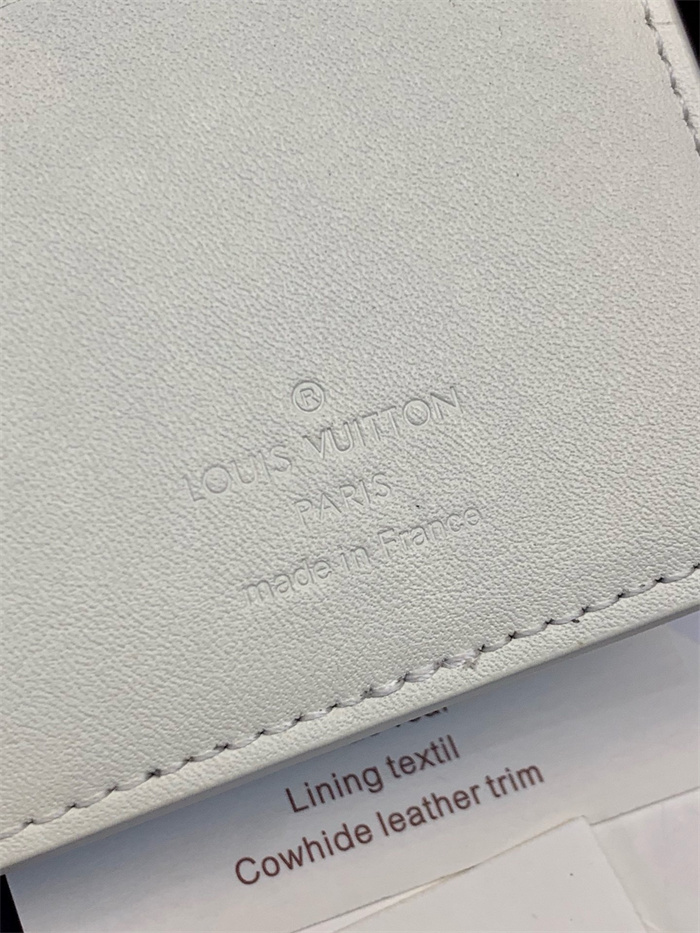 ®
LOUIS VUITTON
PARIS
made in France
Lining textil
Cowhide leather trim